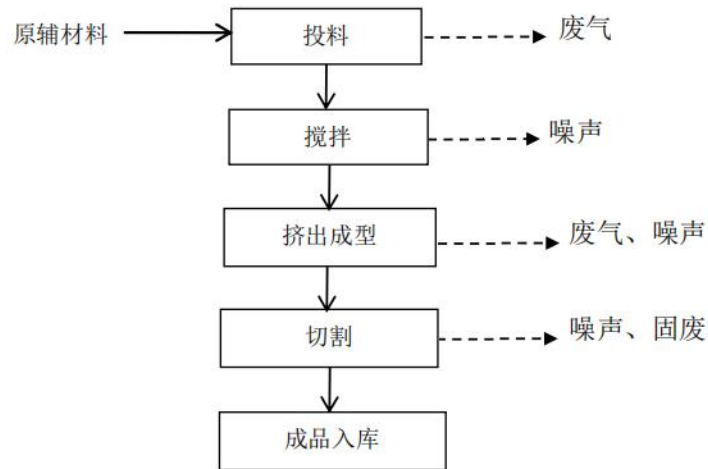 原辅材料
投料
废气
搅拌
噪声
挤出成型
废气、噪声
切割
噪声、固废
成品入库